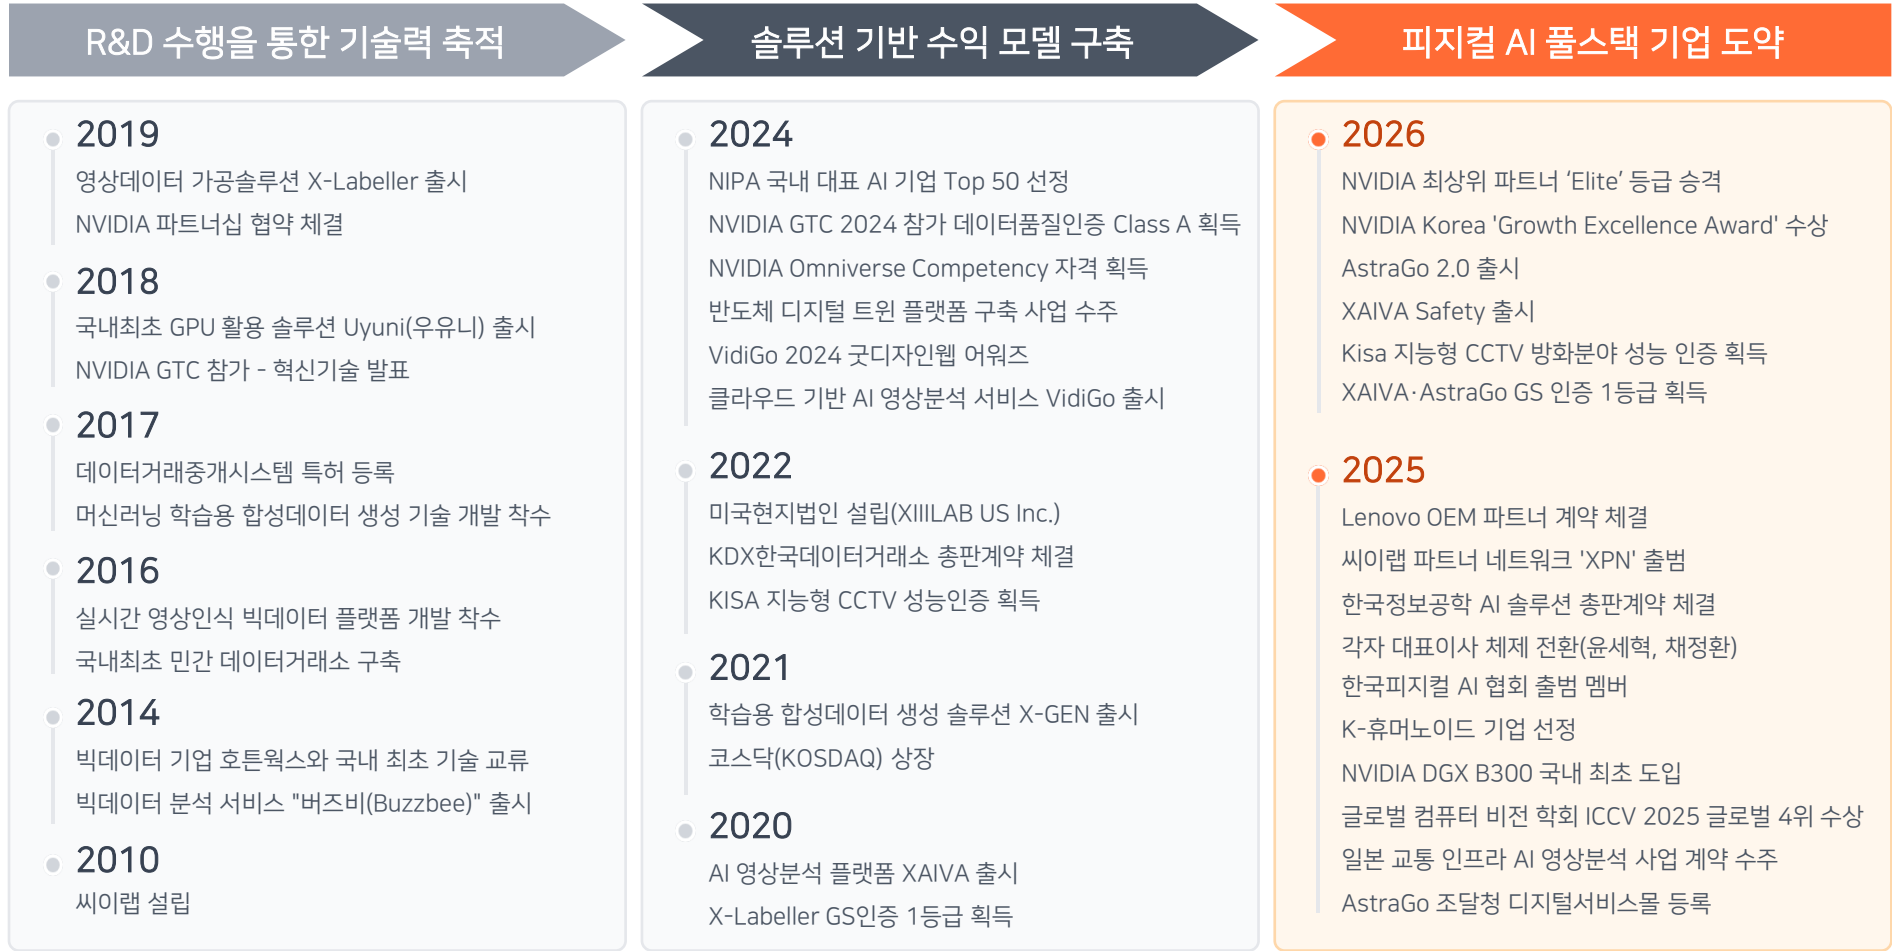 R&D 수행을 통한 기술력 축적
2019
영상데이터 가공솔루션 X-Labeller 출시
NVIDIA 파트너십 협약 체결
2018
국내최초 GPU 활용 솔루션 Uyuni(우유니) 출시
NVIDIA GTC 참가 - 혁신기술 발표
2017
데이터거래중개시스템 특허 등록
머신러닝 학습용 합성데이터 생성 기술 개발 착수
2016
실시간 영상인식 빅데이터 플랫폼 개발 착수
국내최초 민간 데이터거래소 구축
2014
빅데이터 기업 호튼웍스와 국내 최초 기술 교류
빅데이터 분석 서비스 "버즈비(Buzzbee)" 출시
2010
씨이랩 설립
솔루션 기반 수익 모델 구축
2024
NIPA 국내 대표 AI 기업 Top 50 선정
NVIDIA GTC 2024 참가 데이터품질인증 Class A 획득
NVIDIA Omniverse Competency 자격 획득
반도체 디지털 트윈 플랫폼 구축 사업 수주
VidiGo 2024 굿디자인웹 어워즈
클라우드 기반 AI 영상분석 서비스 VidiGo 출시
2022
미국현지법인 설립(XIIILAB US Inc.)
KDX한국데이터거래소 총판계약 체결
KISA 지능형 CCTV 성능인증 획득
2021
학습용 합성데이터 생성 솔루션 X-GEN 출시
코스닥(KOSDAQ) 상장
2020
AI 영상분석 플랫폼 XAIVA 출시
X-Labeller GS인증 1등급 획득
피지컬 AI 풀스택 기업 도약
2026
NVIDIA 최상위 파트너 ‘Elite’ 등급 승격
NVIDIA Korea 'Growth Excellence Award' 수상
AstraGo 2.0 출시
XAIVA Safety 출시
Kisa 지능형 CCTV 방화분야 성능 인증 획득
XAIVA·AstraGo GS 인증 1등급 획득
2025
Lenovo OEM 파트너 계약 체결
씨이랩 파트너 네트워크 'XPN' 출범
한국정보공학 AI 솔루션 총판계약 체결
각자 대표이사 체제 전환(윤세혁, 채정환)
한국피지컬 AI 협회 출범 멤버
K-휴머노이드 기업 선정
NVIDIA DGX B300 국내 최초 도입
글로벌 컴퓨터 비전 학회 ICCV 2025 글로벌 4위 수상
일본 교통 인프라 AI 영상분석 사업 계약 수주
AstraGo 조달청 디지털서비스몰 등록